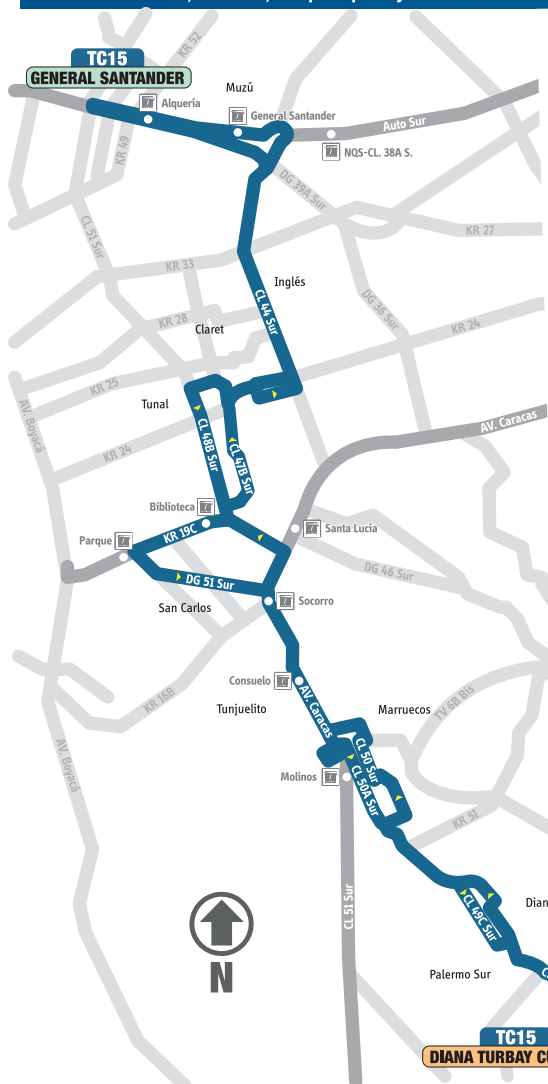 KR 52
TC15
GENERAL SANTANDER
Muzú
Alquería
General Santander
Auto Sur
NQS-CL. 38A S.
KR 49
DG 39A Sur
CL 51 Sur
KR 27
KR 33
Inglés
CL 44 Sur
DG 36 Sur
KR 28
Claret
KR 24
KR 25
Tunal
AV. Boyacá
AV. Caracas
CL 48B Sur
CL 47B Sur
KR 24
Biblioteca
KR 19C
Santa Lucía
Parque
DG 46 Sur
DG 51 Sur
San Carlos
Socorro
Consuelo
KR 16B
AV. Caracas
Tunjuelito
Marruecos
TV 6B Bis
AV. Boyacá
CL 50 Sur
Molinos
CL 50A Sur
KR 51
CL 51 Sur
CL 49C Sur
Dian
N
Palermo Sur
TC15
DIANA TURBAY CU